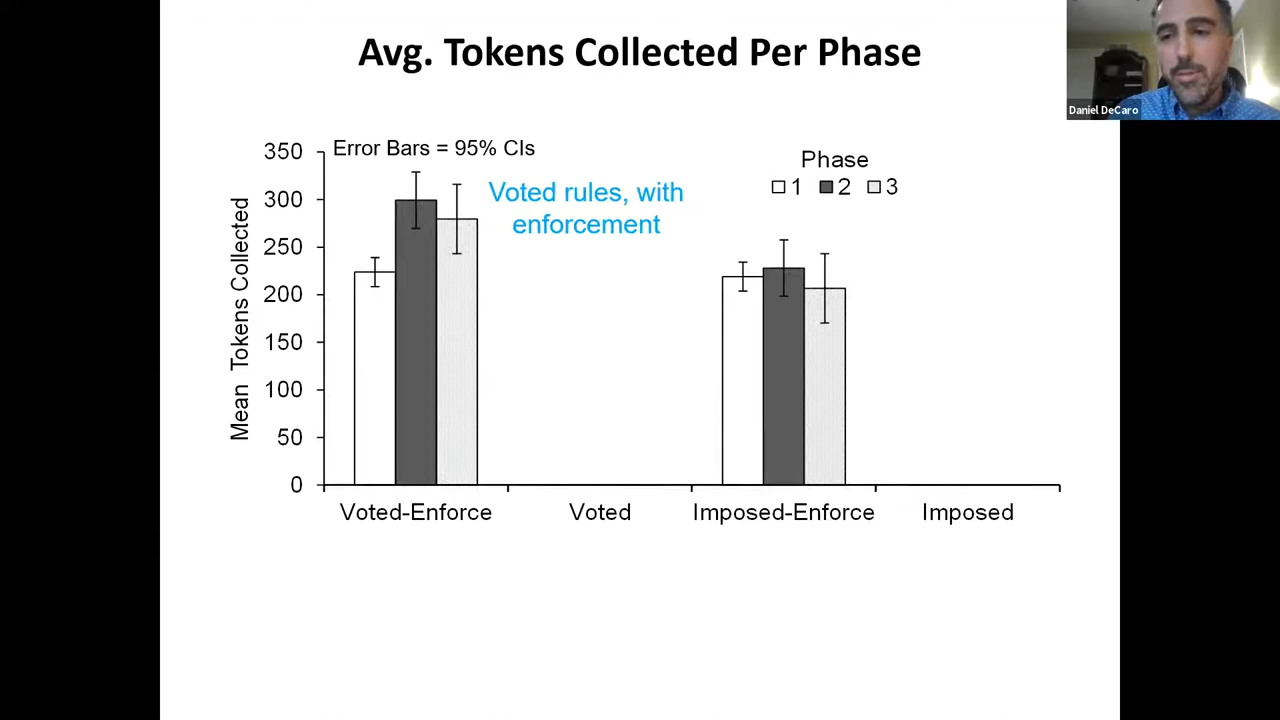 Avg. Tokens Collected Per Phase
Daniel DeCaro
Error Bars = 95% CIs
Phase
1 2 3
Voted rules, with
enforcement
Mean Tokens Collected
350
300
250
200
150
100
50
0
Voted-Enforce Voted Imposed-Enforce Imposed